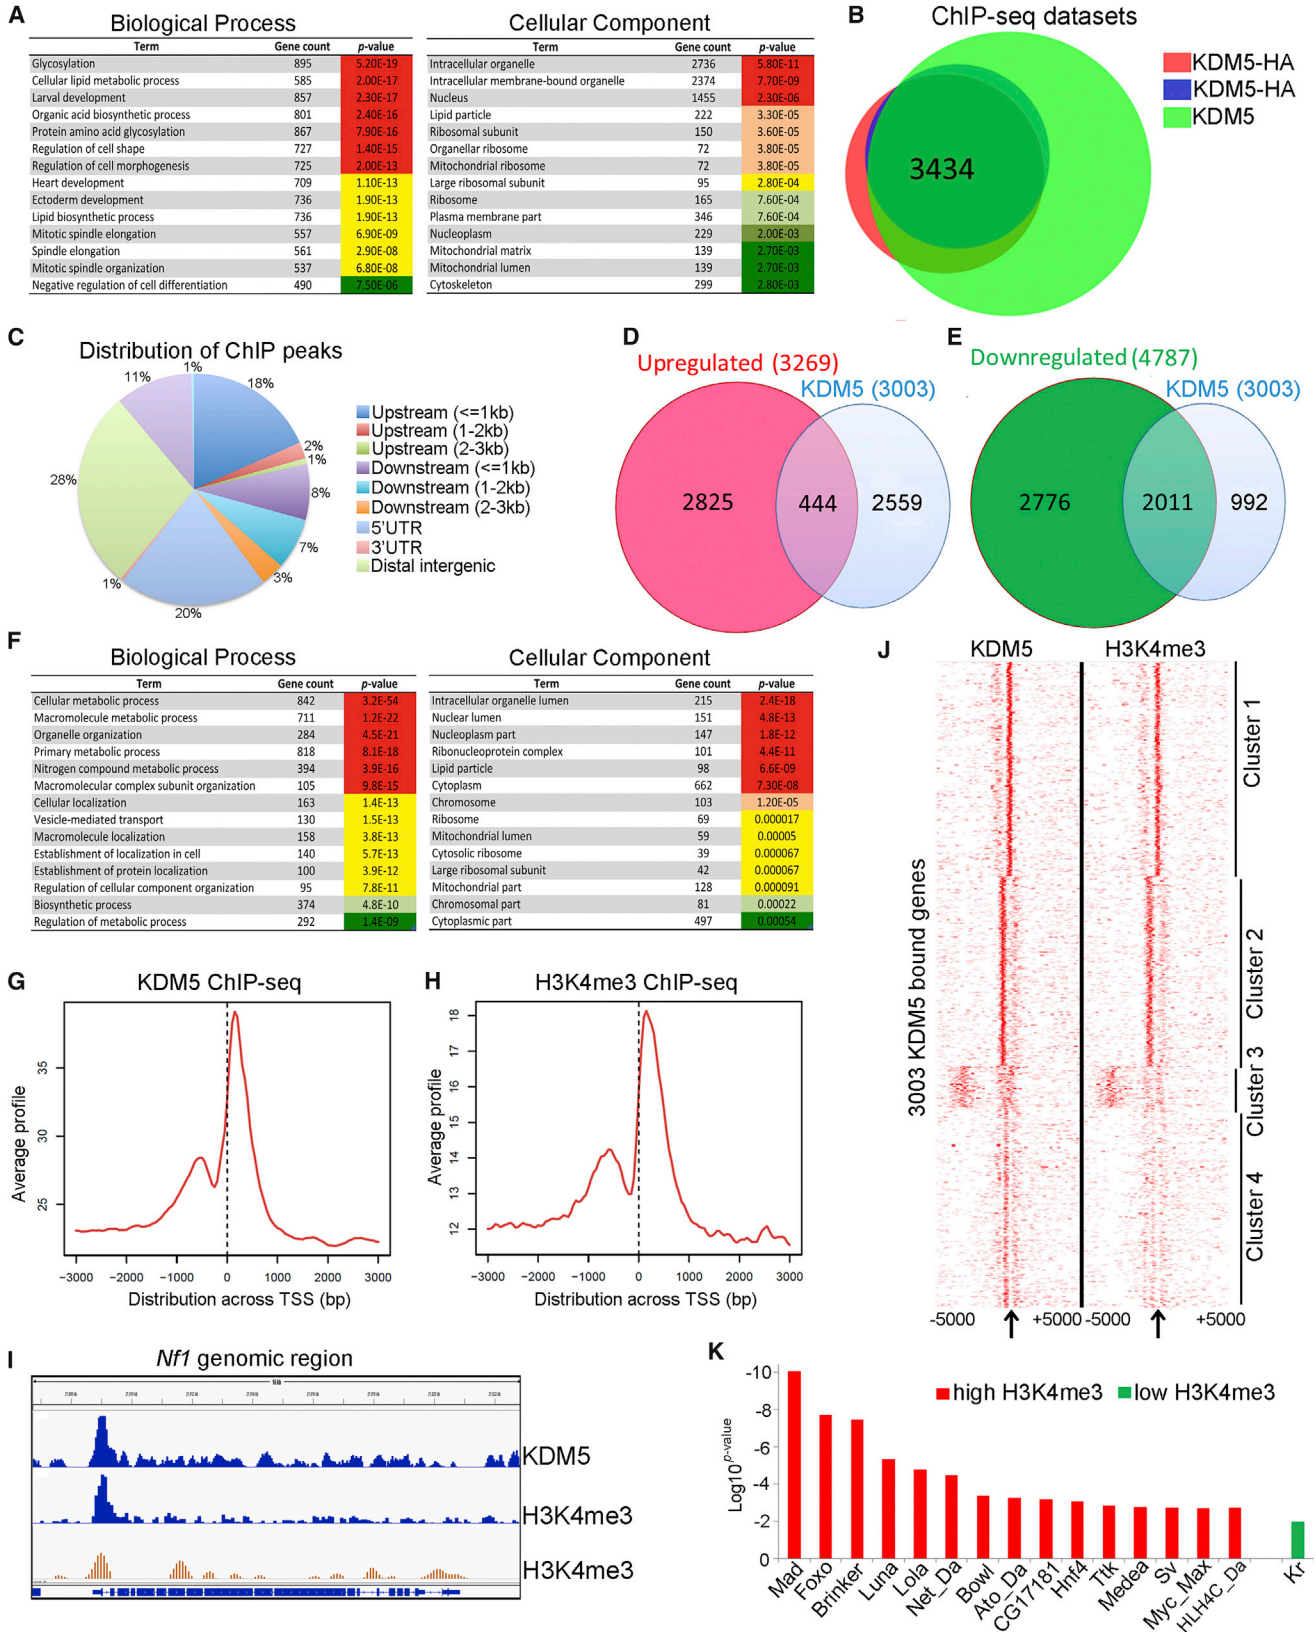 A
Biological Process
Term Gene count p-value
Glycosylation 895 5.20E-19
Cellular lipid metabolic process 585 2.00E-17
Larval development 857 2.30E-17
Organic acid biosynthetic process 801 2.40E-16
Protein amino acid glycosylation 867 7.90E-16
Regulation of cell shape 727 1.40E-15
Regulation of cell morphogenesis 725 2.00E-13
Heart development 709 1.10E-13
Ectoderm development 736 1.90E-13
Lipid biosynthetic process 736 1.90E-13
Mitotic spindle elongation 557 6.90E-09
Spindle elongation 561 2.90E-08
Mitotic spindle organization 537 6.80E-08
Negative regulation of cell differentiation 490 7.50E-06
Cellular Component
Term Gene count p-value
Intracellular organelle 2736 5.80E-11
Intracellular membrane-bound organelle 2374 7.70E-09
Nucleus 1455 2.30E-06
Lipid particle 222 3.30E-05
Ribosomal subunit 150 3.60E-05
Organellar ribosome 72 3.80E-05
Mitochondrial ribosome 72 3.80E-05
Large ribosomal subunit 95 2.80E-04
Ribosome 165 7.60E-04
Plasma membrane part 346 7.60E-04
Nucleoplasm 229 2.00E-03
Mitochondrial matrix 139 2.70E-03
Mitochondrial lumen 139 2.70E-03
Cytoskeleton 299 2.80E-03
B
ChIP-seq datasets
KDM5-HA
KDM5-HA
KDM5
3434
C
Distribution of ChIP peaks
1%
18%
2%
1%
8%
7%
3%
20%
1%
28%
11%
Upstream (<=1kb)
Upstream (1-2kb)
Upstream (2-3kb)
Downstream (<=1kb)
Downstream (1-2kb)
Downstream (2-3kb)
5'UTR
3'UTR
Distal intergenic
D
Upregulated (3269)
KDM5 (3003)
2825 444 2559
E
Downregulated (4787)
KDM5 (3003)
2776 2011 992
F
Biological Process
Term Gene count p-value
Cellular metabolic process 842 3.2E-54
Macromolecule metabolic process 711 1.2E-22
Organelle organization 284 4.5E-21
Primary metabolic process 818 8.1E-18
Nitrogen compound metabolic process 394 3.9E-16
Macromolecular complex subunit organization 105 9.8E-15
Cellular localization 163 1.4E-13
Vesicle-mediated transport 130 1.5E-13
Macromolecule localization 158 3.8E-13
Establishment of localization in cell 140 5.7E-13
Establishment of protein localization 100 3.9E-12
Regulation of cellular component organization 95 7.8E-11
Biosynthetic process 374 4.8E-10
Regulation of metabolic process 292 1.4E-09
Cellular Component
Term Gene count p-value
Intracellular organelle lumen 215 2.4E-18
Nuclear lumen 151 4.8E-13
Nucleoplasm part 147 1.8E-12
Ribonucleoprotein complex 101 4.4E-11
Lipid particle 98 6.6E-09
Cytoplasm 662 7.30E-08
Chromosome 103 1.20E-05
Ribosome 69 0.000017
Mitochondrial lumen 59 0.00005
Cytosolic ribosome 39 0.000067
Large ribosomal subunit 42 0.000067
Mitochondrial part 128 0.000091
Chromosomal part 81 0.00022
Cytoplasmic part 497 0.00054
G
KDM5 ChIP-seq
Average profile
35
30
25
-3000 -2000 -1000 0 1000 2000 3000
Distribution across TSS (bp)
H
H3K4me3 ChIP-seq
Average profile
18
17
16
15
14
13
12
-3000 -2000 -1000 0 1000 2000 3000
Distribution across TSS (bp)
I
Nf1 genomic region
KDM5
H3K4me3
H3K4me3
J
KDM5 H3K4me3
3003 KDM5 bound genes
Cluster 1
Cluster 2
Cluster 3
Cluster 4
-5000 +5000 -5000 +5000
K
high H3K4me3 low H3K4me3
Log10 p-value
-10
-8
-6
-4
-2
0
Mad
Foxo
Brinker
Luna
Lola
Net_Da
Bowl
Ato_Da
CG17181
Hnf4
Ttk
Medea
Sv
Myc_Max
HLH4C_Da
Kr